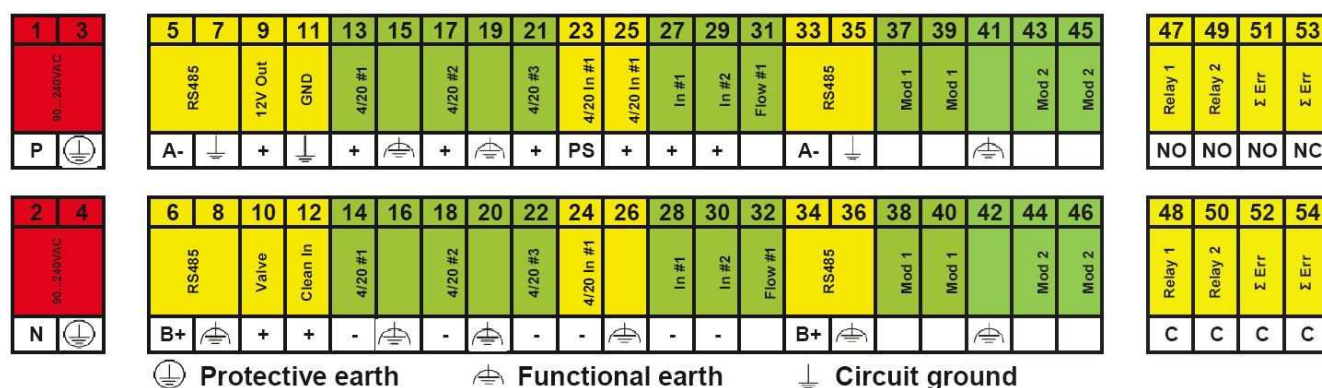 1 3 5 7 9 11 13 15 17 19 21 23 25 27 29 31 33 35 37 39 41 43 45 47 49 51 53
90...240VAC RS485 12V Out GND 4/20 #1 4/20 #2 4/20 #3 4/20 In #1 4/20 In #1 In #1 In #2 Flow #1 RS485 Mod 1 Mod 1 Mod 2 Mod 2 Relay 1 Relay 2 Σ Err Σ Err
P A- + + + + PS + + + A- NO NO NO NC
2 4 6 8 10 12 14 16 18 20 22 24 26 28 30 32 34 36 38 40 42 44 46 48 50 52 54
90...240VAC RS485 Valve Clean In 4/20 #1 4/20 #2 4/20 #3 4/20 In #1 In #1 In #2 Flow #1 RS485 Mod 1 Mod 1 Mod 2 Mod 2 Relay 1 Relay 2 Σ Err Σ Err
N B+ + + - - - - - - B+ C C C C
Protective earth Functional earth Circuit ground